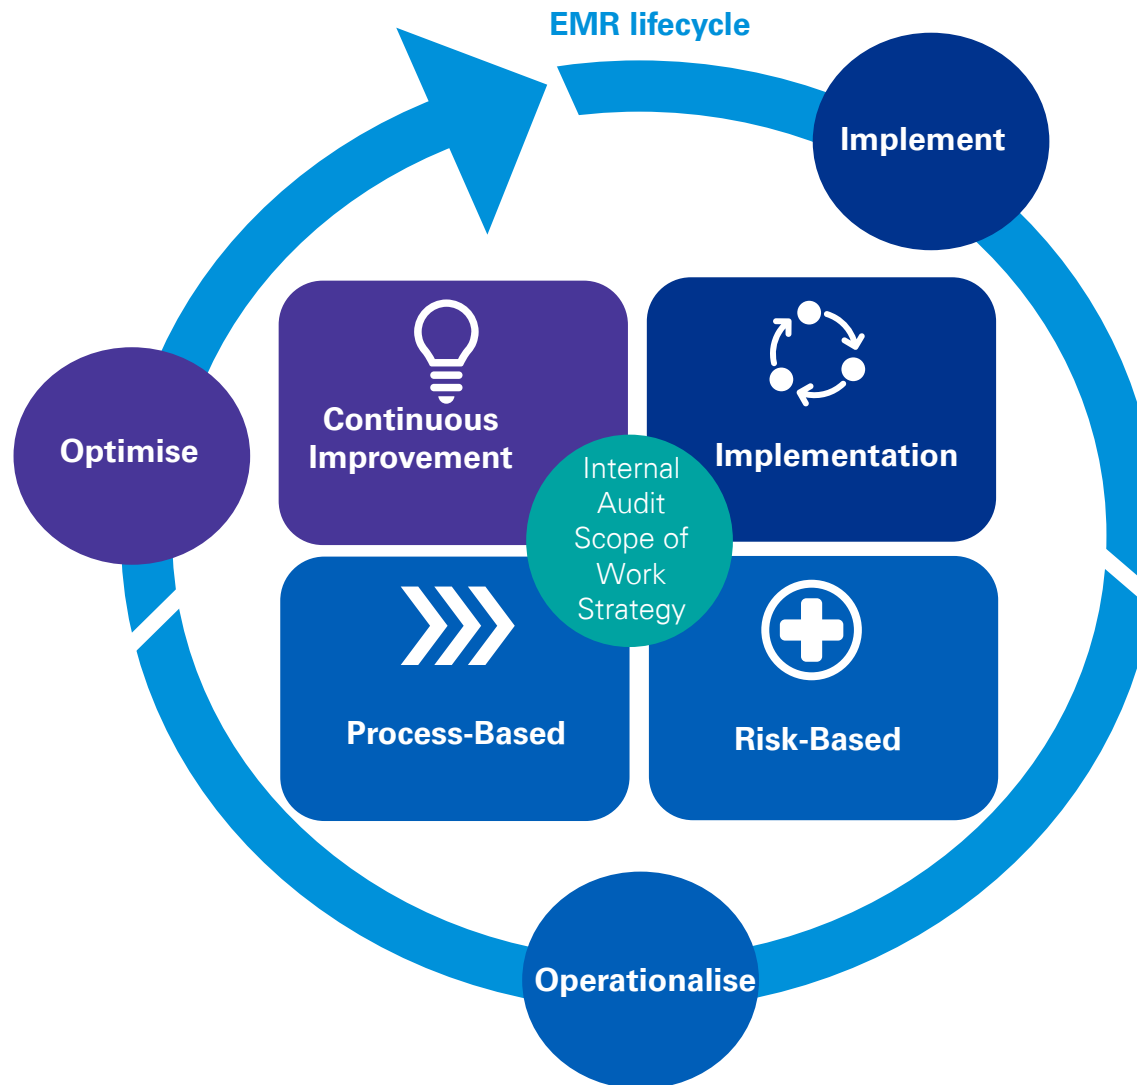 EMR lifecycle
Implement
Continuous
Improvement
Implementation
Optimise
Internal
Audit
Scope of
Work
Strategy
Process-Based
Risk-Based
Operationalise